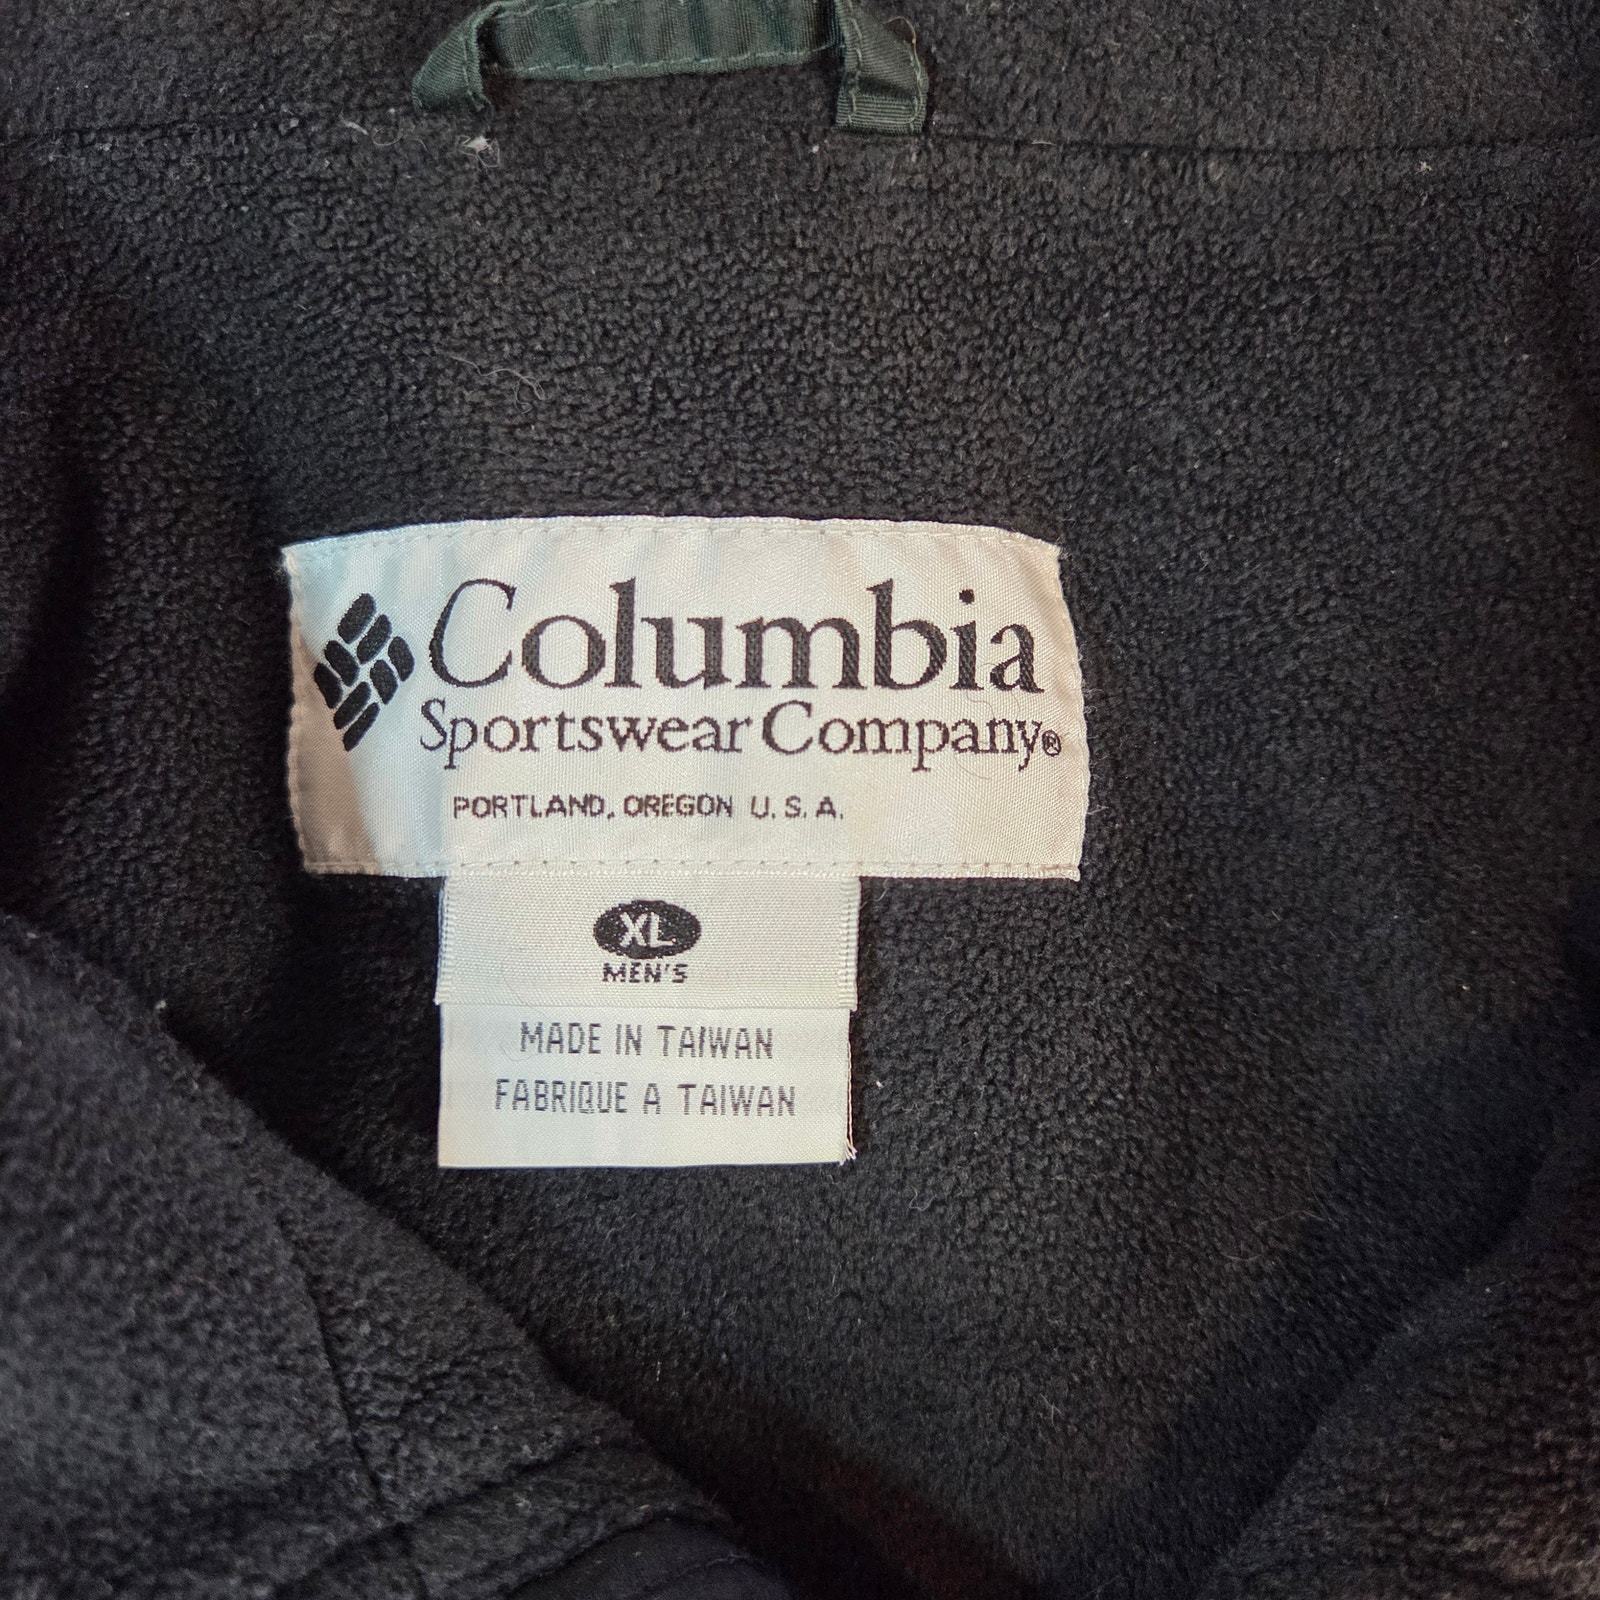 Columbia
Sportswear Company®
PORTLAND, OREGON U.S.A.
XL
MEN'S
MADE IN TAIWAN
FABRIQUE A TAIWAN